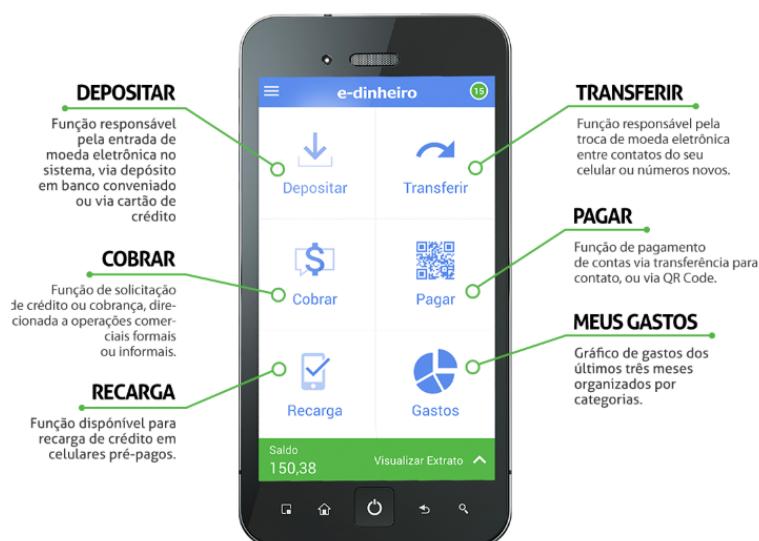 DEPOSITAR
Função responsável
pela entrada de
moeda eletrônica no
sistema, via depósito
em banco conveniado
ou via cartão de
crédito
COBRAR
Função de solicitação
de crédito ou cobrança, dire-
cionada a operações comer-
ciais formais
ou informais.
RECARGA
Função dispónível para
recarga de crédito em
celulares pré-pagos.
e-dinheiro
15
Depositar
Transferir
Cobrar
Pagar
Recarga
Gastos
Saldo
150,38
Visualizar Extrato
TRANSFERIR
Função responsável pela
troca de moeda eletrônica
entre contatos do seu
celular ou números novos.
PAGAR
Função de pagamento
de contas via transferência para
contato, ou via QR Code.
MEUS GASTOS
Gráfico de gastos dos
últimos três meses
organizados por
categorias.